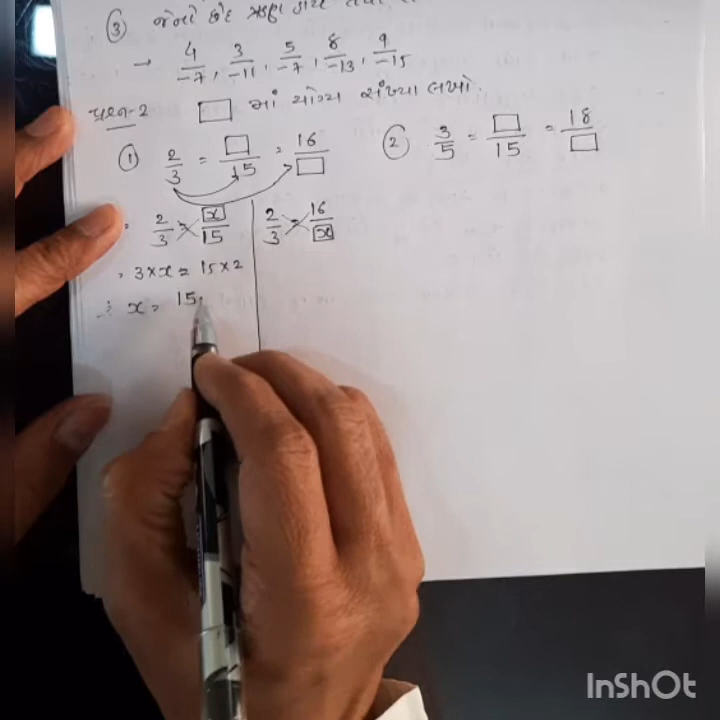 ③ જેનો છેદ ઋણ હોય
→ 4/-7, 3/-11, 5/-7, 8/-13, 9/-15
પ્રશ્ન-2 □ માં યોગ્ય સંખ્યા લખો.
① 2/3 = □/15 = 16/□ ② 3/5 = □/15 = 18/□
∴ 2/3 = x/15 2/3 = 16/x
∴ 3×x = 15×2
∴ x = 15
InShOt